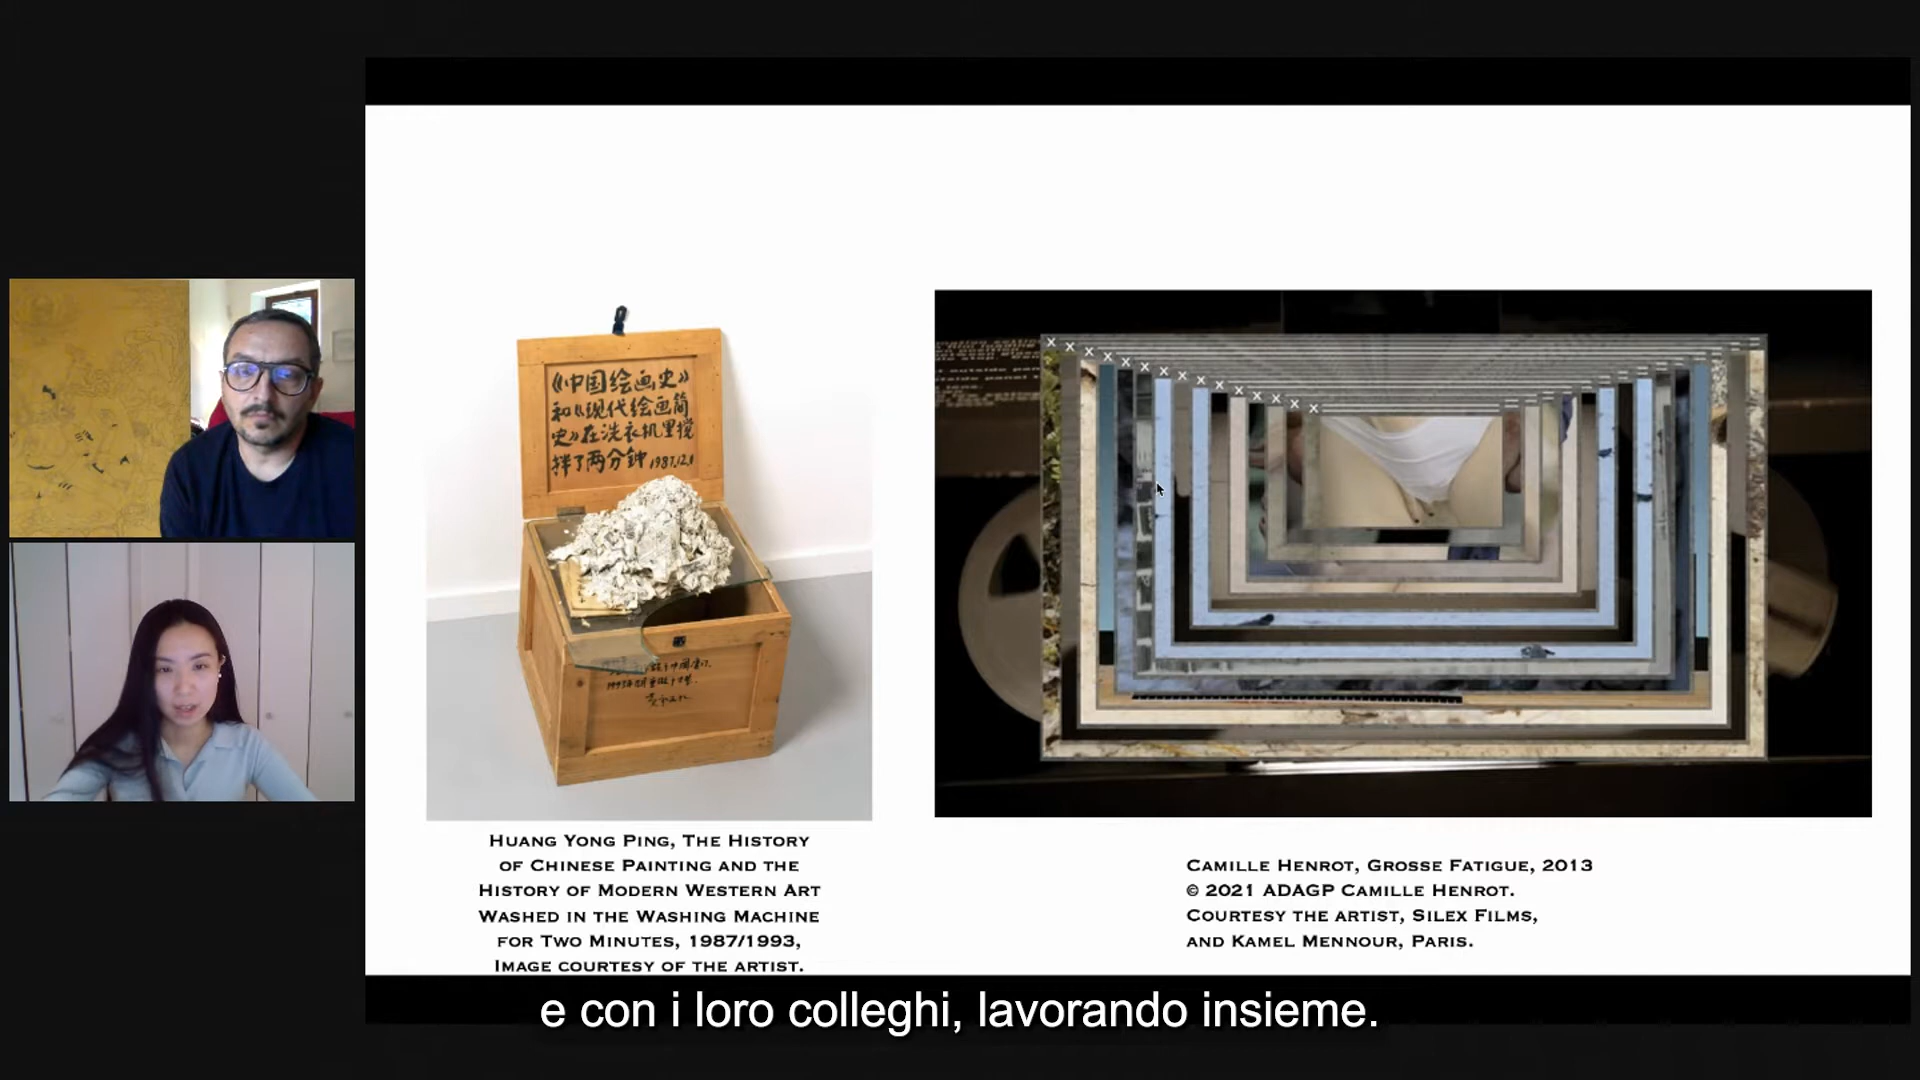 《中国绘画史》
和《现代绘画简
史》在洗衣机里搅
拌了两分钟 1987.12.1
HUANG YONG PING, THE HISTORY
OF CHINESE PAINTING AND THE
HISTORY OF MODERN WESTERN ART
WASHED IN THE WASHING MACHINE
FOR TWO MINUTES, 1987/1993,
IMAGE COURTESY OF THE ARTIST.
CAMILLE HENROT, GROSSE FATIGUE, 2013
© 2021 ADAGP CAMILLE HENROT.
COURTESY THE ARTIST, SILEX FILMS,
AND KAMEL MENNOUR, PARIS.
e con i loro colleghi, lavorando insieme.